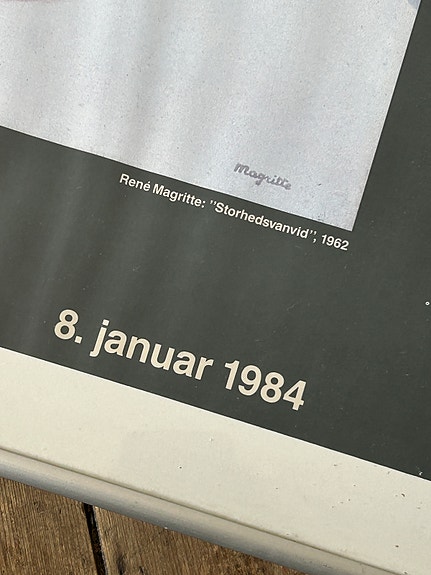 Magritte
René Magritte: "Storhedsvanvid", 1962
8. januar 1984